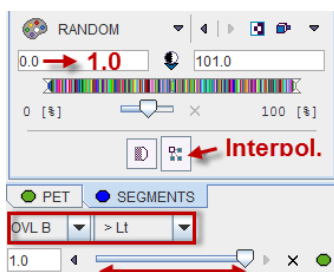 RANDOM
0.0 1.0 101.0
0 [%] 100 [%]
Interpol.
PET SEGMENTS
OVL B > Lt
1.0